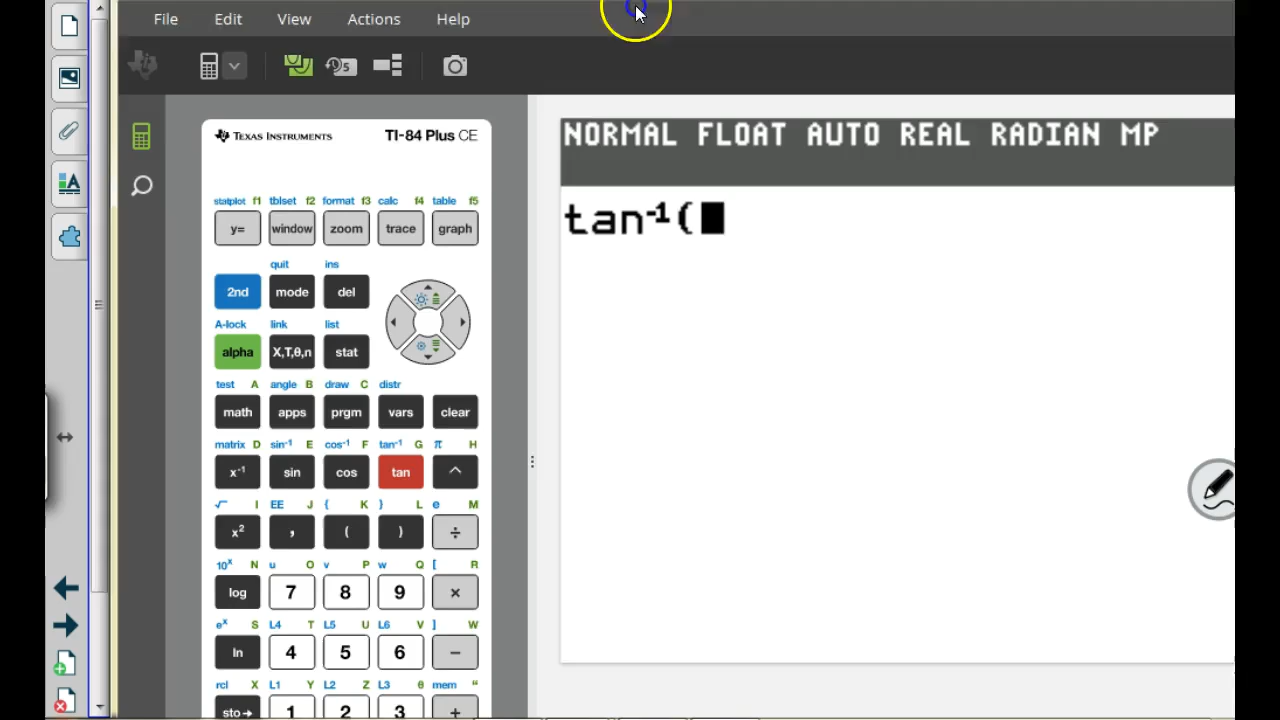 File Edit View Actions Help
TEXAS INSTRUMENTS TI-84 Plus CE
NORMAL FLOAT AUTO REAL RADIAN MP
tan⁻¹(
statplot f1 tblset f2 format f3 calc f4 table f5
y= window zoom trace graph
quit ins
2nd mode del
A-lock link list
alpha X,T,θ,n stat
test A angle B draw C distr
math apps prgm vars clear
matrix D sin⁻¹ E cos⁻¹ F tan⁻¹ G π H
x⁻¹ sin cos tan ^
√ I EE J { K } L e M
x² , ( ) ÷
10ˣ N u O v P w Q [ R
log 7 8 9 ×
eˣ S L4 T L5 U L6 V ] W
ln 4 5 6 −
rcl X L1 Y L2 Z L3 θ mem "
sto→ 1 2 3 +